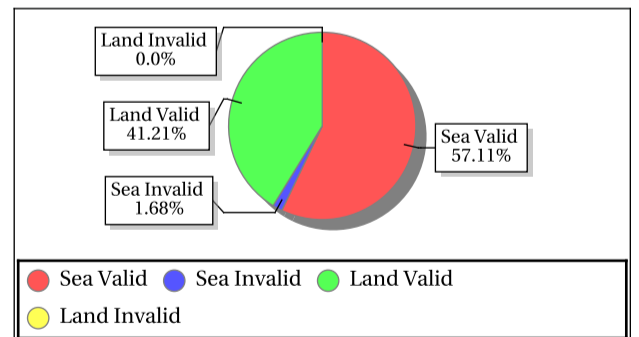 Land Invalid
0.0%
Land Valid
41.21%
Sea Valid
57.11%
Sea Invalid
1.68%
Sea Valid Sea Invalid Land Valid
Land Invalid